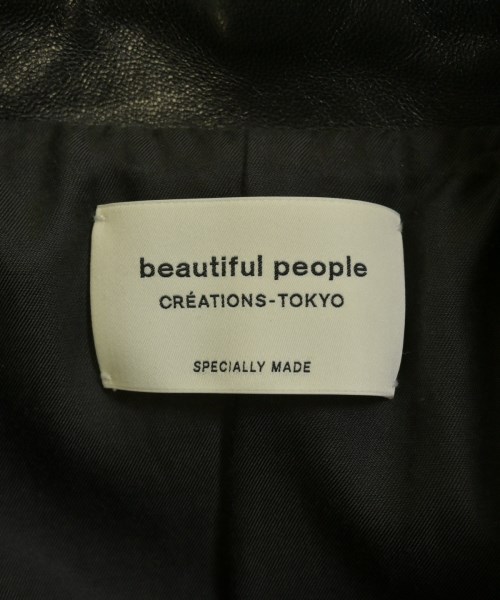 beautiful people
CRÉATIONS-TOKYO
SPECIALLY MADE